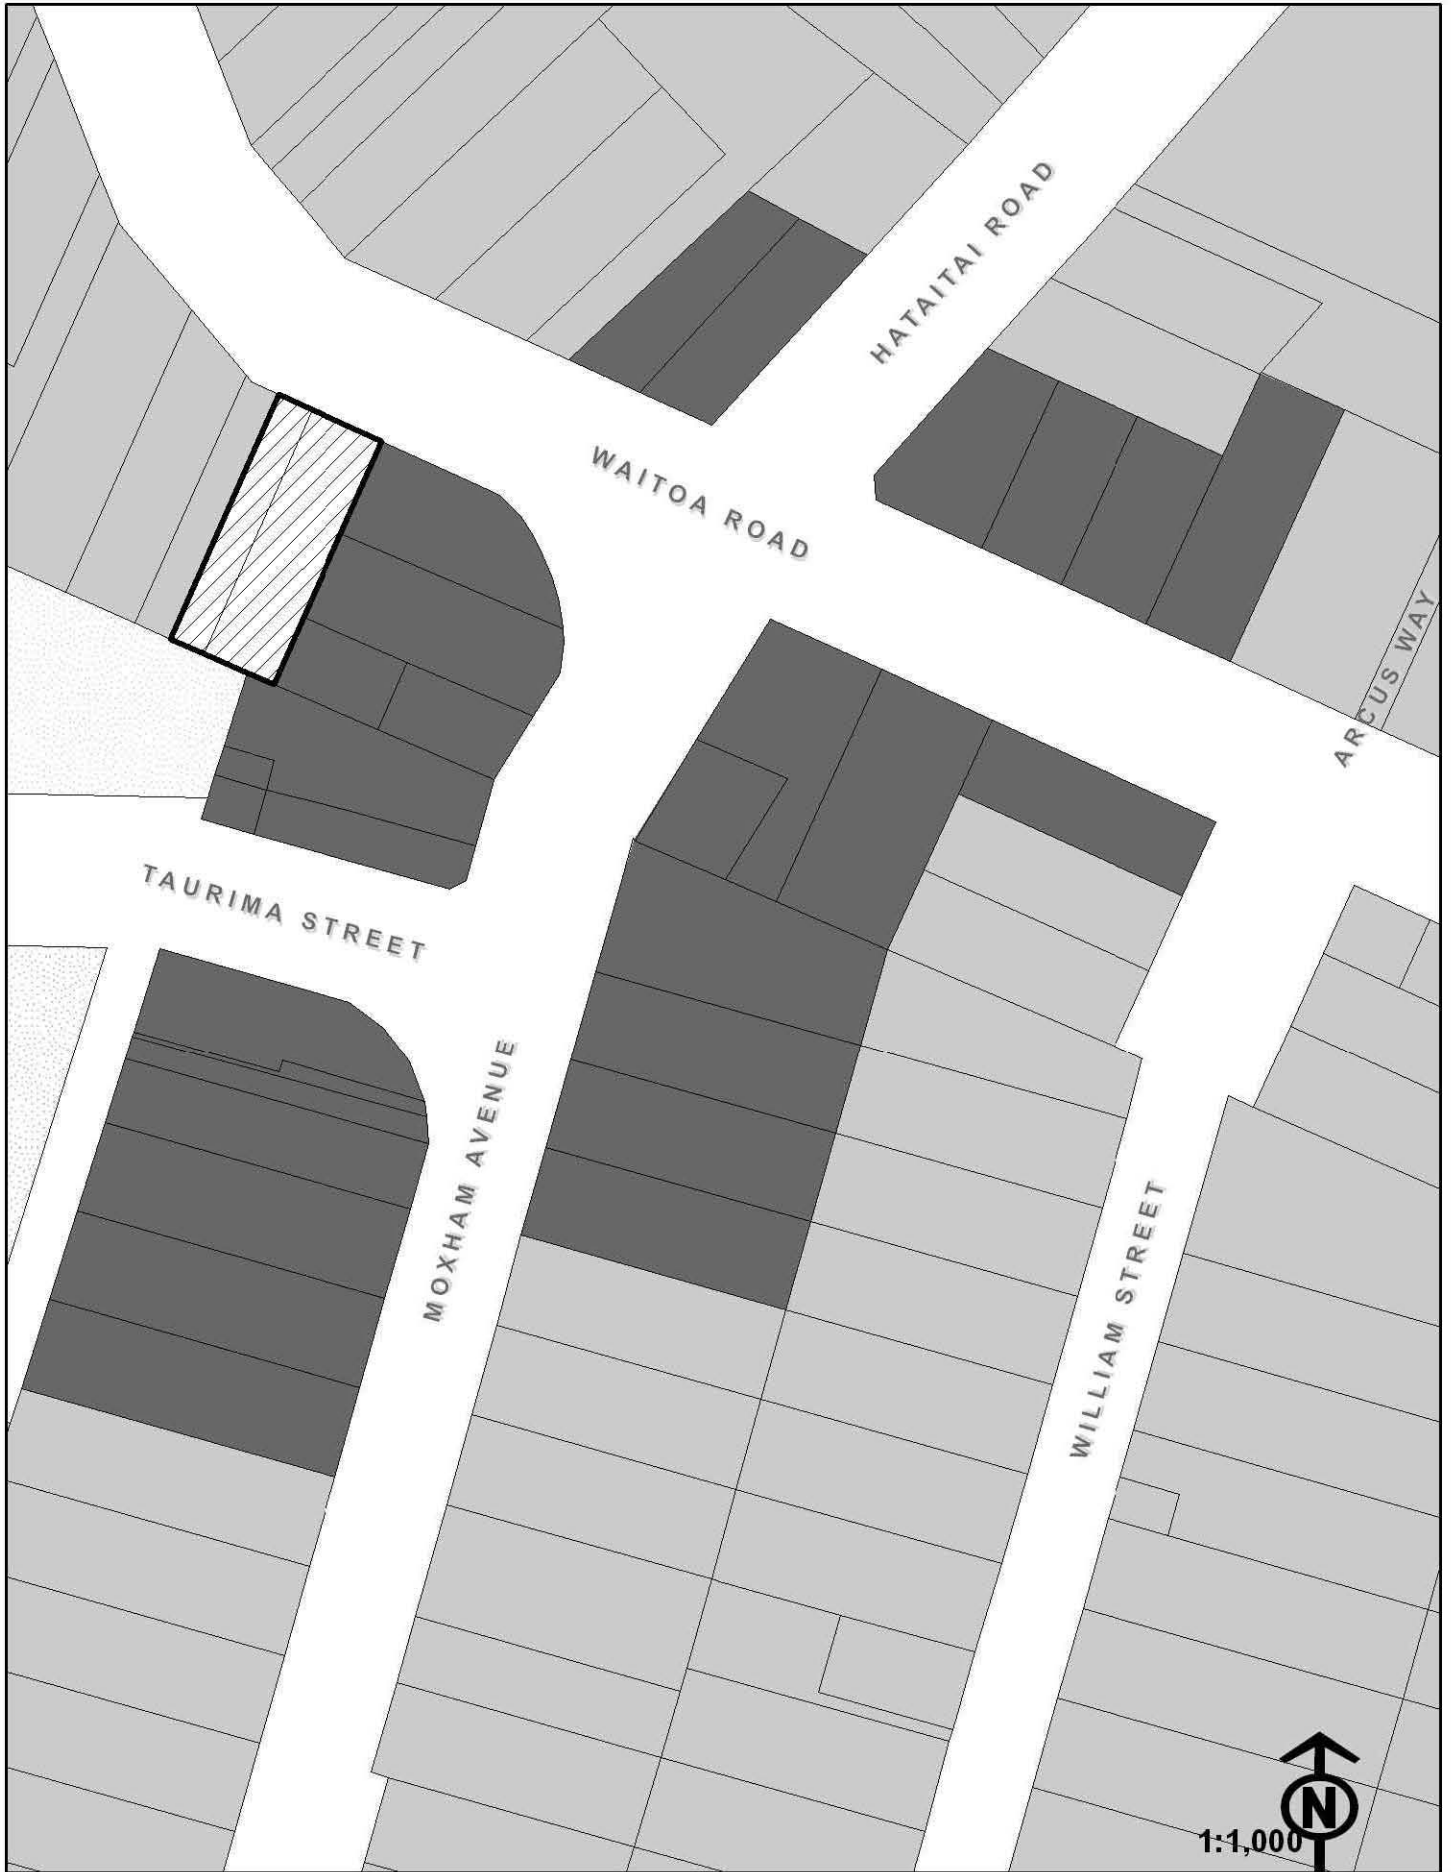 HATAITAI ROAD
WAITOA ROAD
ARCUS WAY
TAURIMA STREET
MOXHAM AVENUE
WILLIAM STREET
N
1:1,000